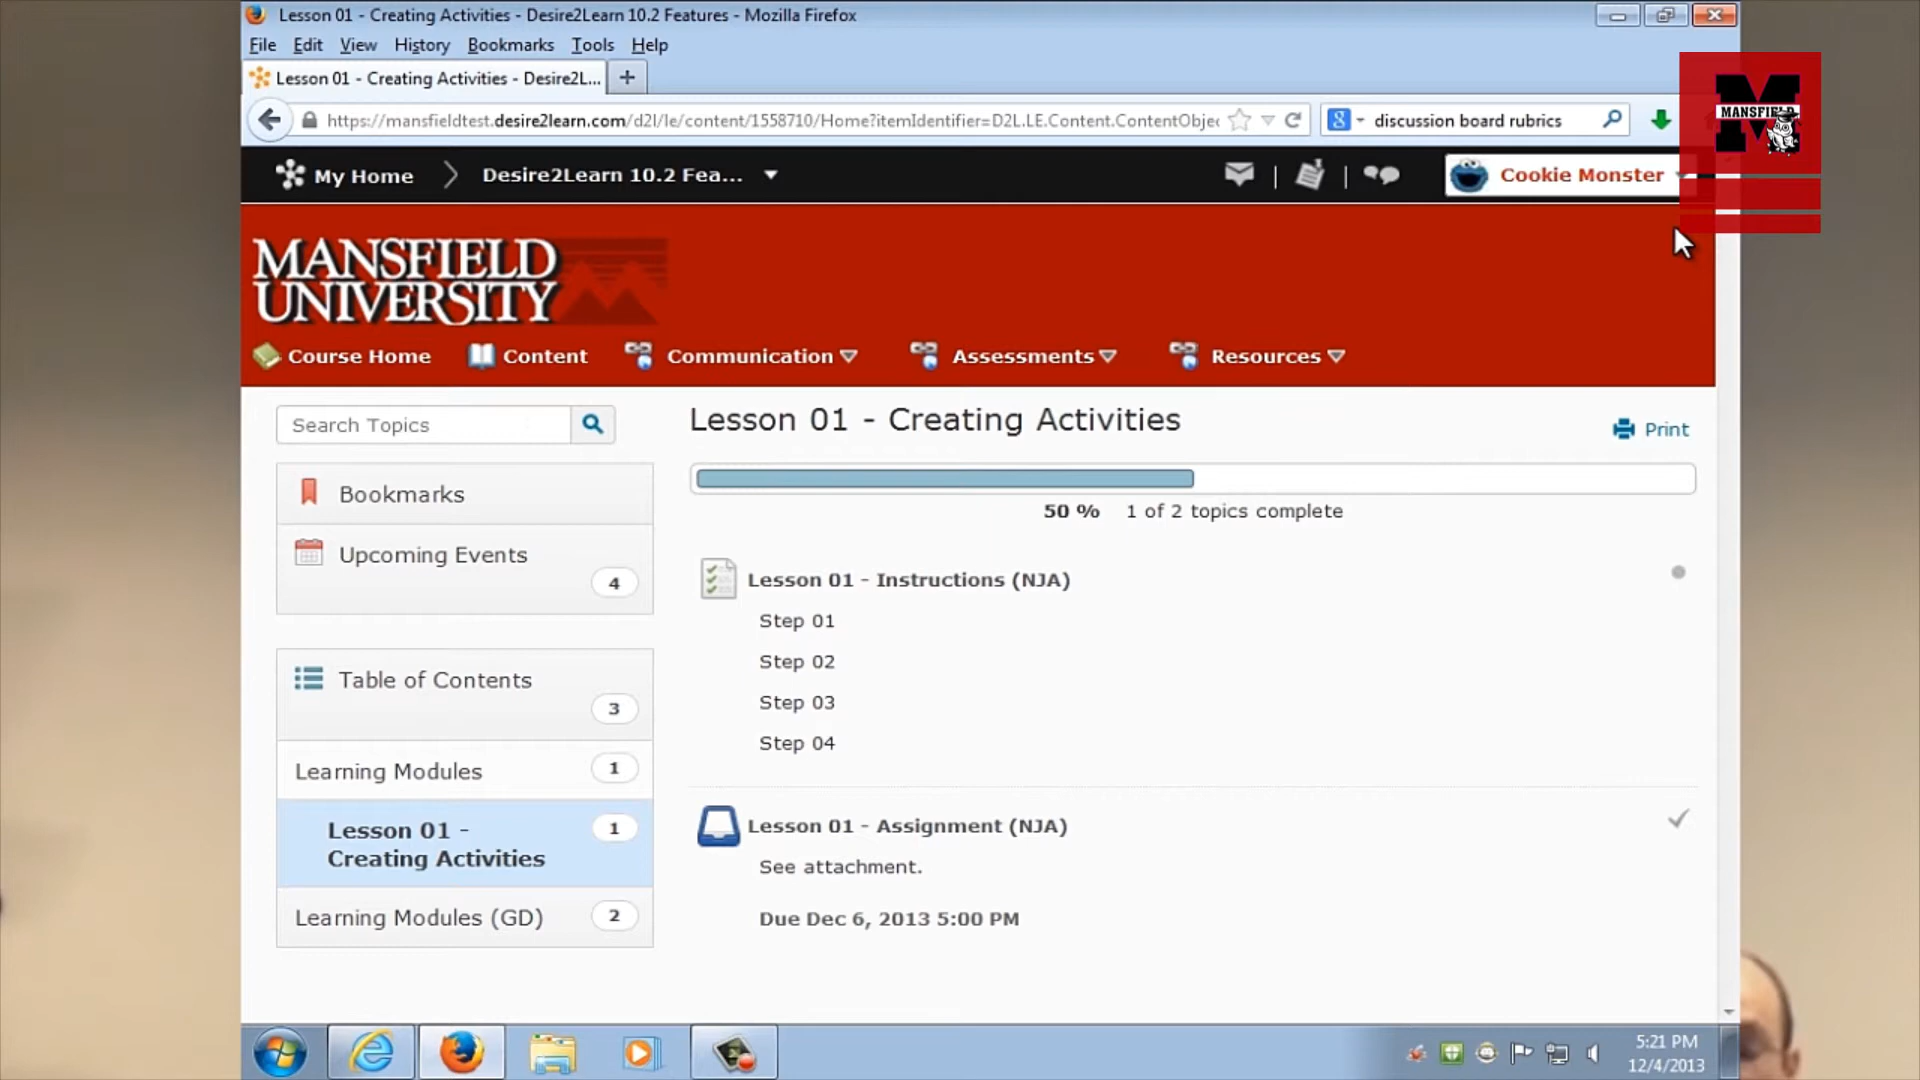 Lesson 01 - Creating Activities - Desire2Learn 10.2 Features - Mozilla Firefox
File Edit View History Bookmarks Tools Help
Lesson 01 - Creating Activities - Desire2L...
https://mansfieldtest.desire2learn.com/d2l/le/content/1558710/Home?itemIdentifier=D2L.LE.Content.ContentObjec
discussion board rubrics
MANSFIELD
My Home
Desire2Learn 10.2 Fea...
Cookie Monster
MANSFIELD
UNIVERSITY
Course Home Content Communication Assessments Resources
Search Topics
Bookmarks
Upcoming Events
4
Table of Contents
3
Learning Modules 1
Lesson 01 - 1
Creating Activities
Learning Modules (GD) 2
Lesson 01 - Creating Activities
Print
50 % 1 of 2 topics complete
Lesson 01 - Instructions (NJA)
Step 01
Step 02
Step 03
Step 04
Lesson 01 - Assignment (NJA)
See attachment.
Due Dec 6, 2013 5:00 PM
5:21 PM
12/4/2013